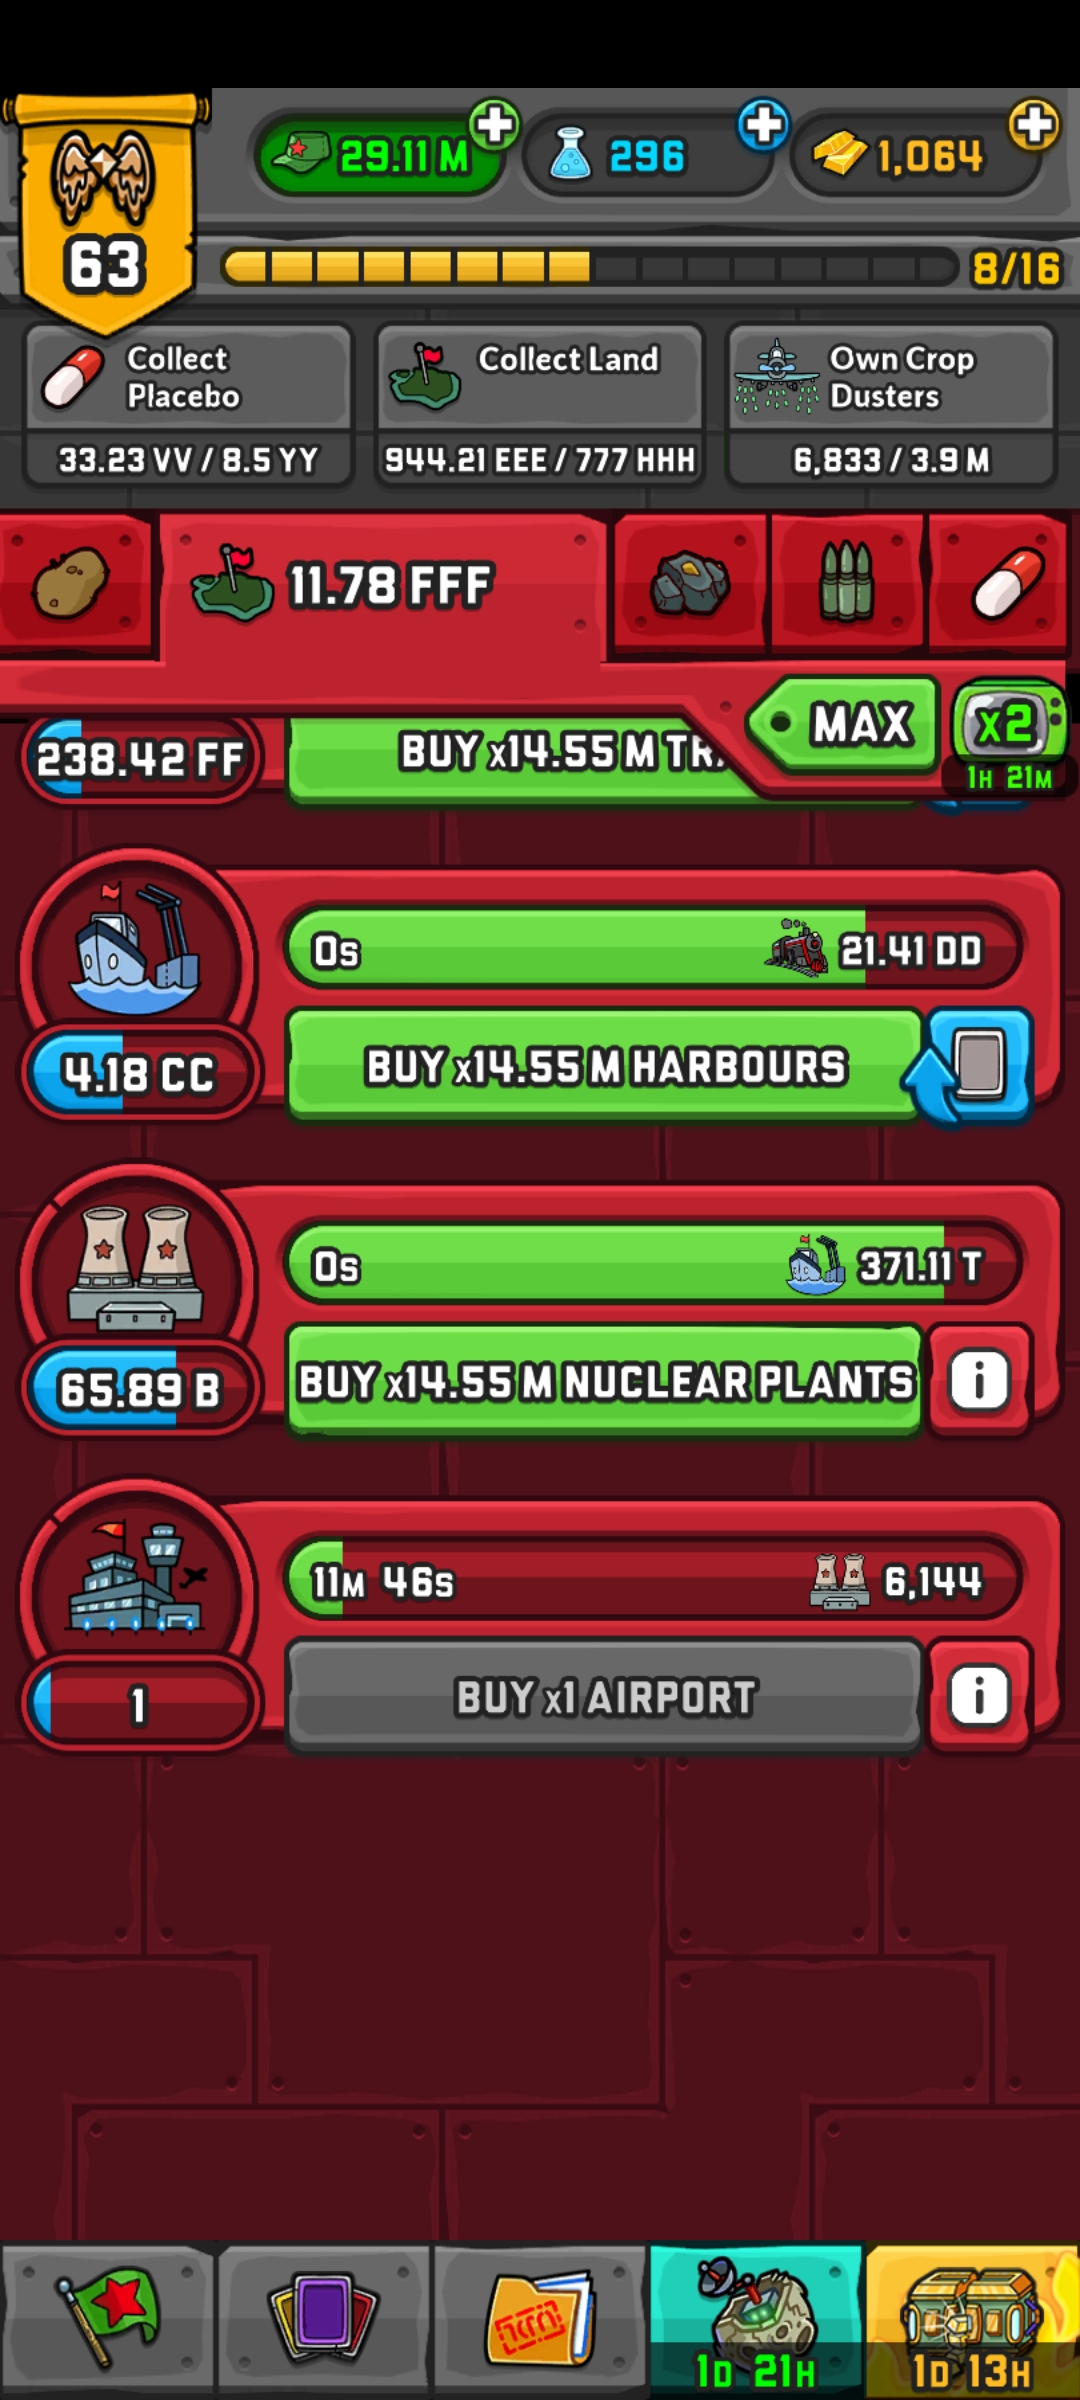 29.11 M
296
1,064
63
8/16
Collect
Placebo
33.23 VV / 8.5 YY
Collect Land
944.21 EEE / 777 HHH
Own Crop
Dusters
6,833 / 3.9 M
11.78 FFF
MAX
X2
1H 21M
238.42 FF
BUY x14.55 M
0s
21.41 DD
4.18 CC
BUY x14.55 M HARBOURS
0s
371.11 T
65.89 B
BUY x14.55 M NUCLEAR PLANTS
i
11M 46s
6,144
1
BUY x1 AIRPORT
i
1D 21H
1D 13H